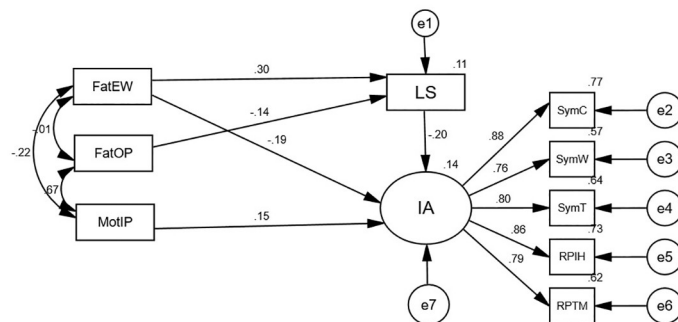 e1
.11
.77
FatEW
.30
LS
SymC
e2
-.01
-.14
.57
-.22
-.19
-.20
.88
SymW
e3
FatOP
.14
.76
.64
.67
IA
.80
SymT
e4
MotIP
.15
.86
.73
RPIH
e5
.79
.62
e7
RPTM
e6